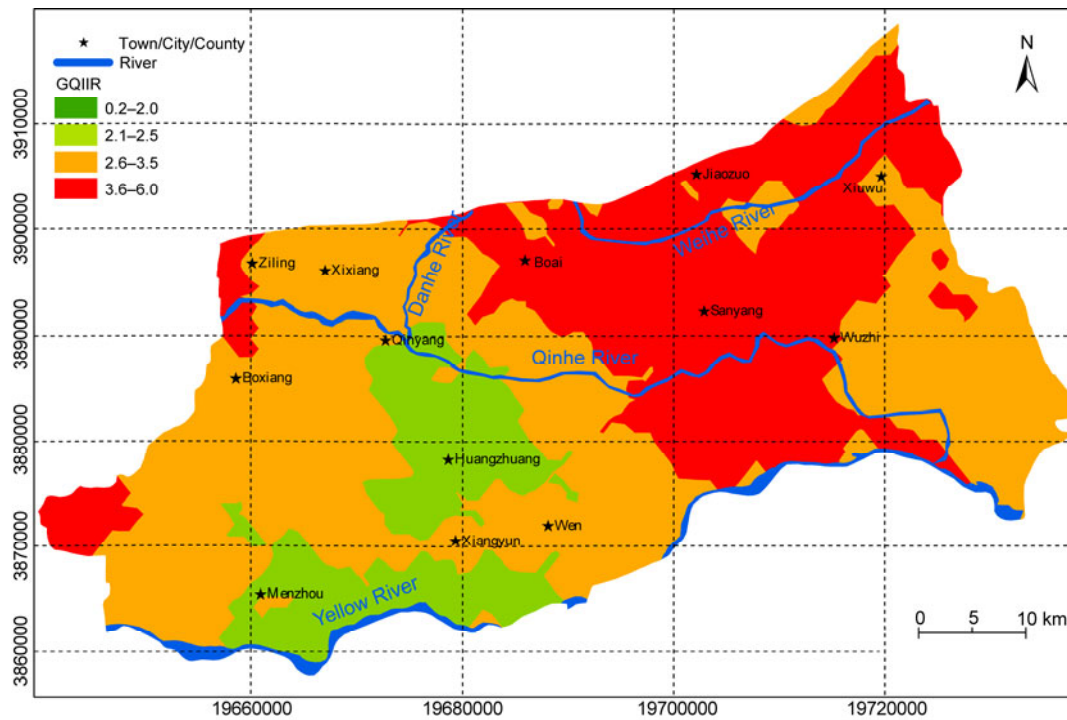 Town/City/County
River
GQIIR
0.2–2.0
2.1–2.5
2.6–3.5
3.6–6.0
N
Jiaozuo
Xiuwu
Weihe River
Danhe River
Ziling
Xixiang
Boai
Sanyang
Qinyang
Qinhe River
Wuzhi
Boxiang
Huangzhuang
Wen
Xiangyun
Menzhou
Yellow River
0 5 10 km
3910000
3900000
3890000
3880000
3870000
3860000
19660000 19680000 19700000 19720000